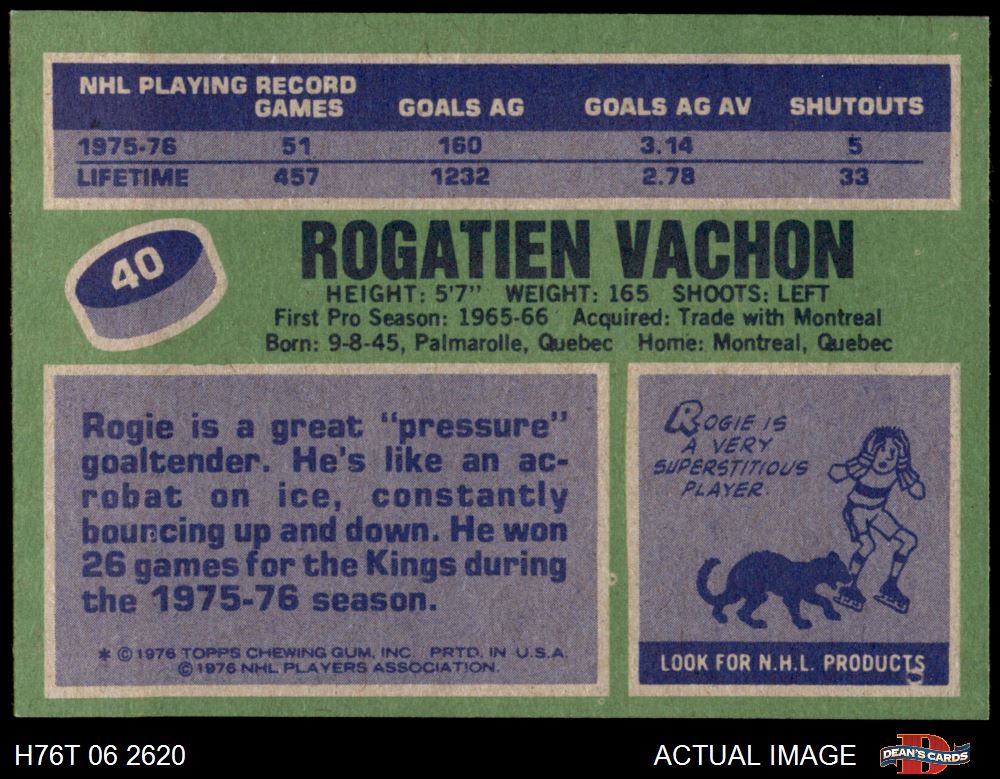 NHL PLAYING RECORD
GAMES GOALS AG GOALS AG AV SHUTOUTS
1975-76 51 160 3.14 5
LIFETIME 457 1232 2.78 33
40
ROGATIEN VACHON
HEIGHT: 5'7" WEIGHT: 165 SHOOTS: LEFT
First Pro Season: 1965-66 Acquired: Trade with Montreal
Born: 9-8-45, Palmarolle, Quebec Home: Montreal, Quebec
Rogie is a great "pressure"
goaltender. He's like an ac-
robat on ice, constantly
bouncing up and down. He won
26 games for the Kings during
the 1975-76 season.
* © 1976 TOPPS CHEWING GUM, INC PRTD. IN U.S.A.
© 1976 NHL PLAYERS ASSOCIATION.
ROGIE IS
A VERY
SUPERSTITIOUS
PLAYER.
LOOK FOR N.H.L. PRODUCTS
H76T 06 2620 ACTUAL IMAGE
D
DEAN'S CARDS